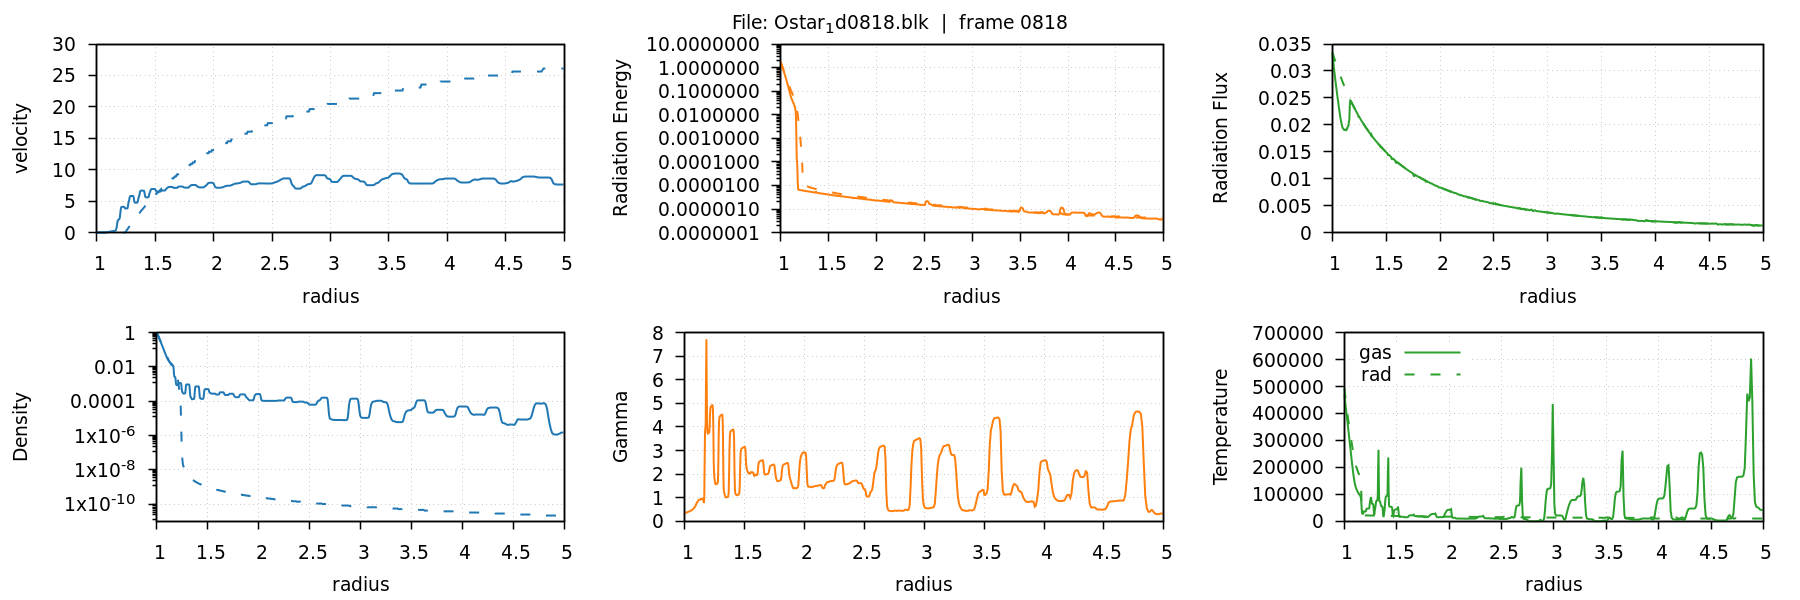 File: Ostar₁d0818.blk | frame 0818
velocity
30
25
20
15
10
5
0
1 1.5 2 2.5 3 3.5 4 4.5 5
radius
Radiation Energy
10.0000000
1.0000000
0.1000000
0.0100000
0.0010000
0.0001000
0.0000100
0.0000010
0.0000001
1 1.5 2 2.5 3 3.5 4 4.5 5
radius
Radiation Flux
0.035
0.03
0.025
0.02
0.015
0.01
0.005
0
1 1.5 2 2.5 3 3.5 4 4.5 5
radius
Density
1
0.01
0.0001
1x10⁻⁶
1x10⁻⁸
1x10⁻¹⁰
1 1.5 2 2.5 3 3.5 4 4.5 5
radius
Gamma
8
7
6
5
4
3
2
1
0
1 1.5 2 2.5 3 3.5 4 4.5 5
radius
Temperature
700000
600000
500000
400000
300000
200000
100000
0
gas
rad
1 1.5 2 2.5 3 3.5 4 4.5 5
radius